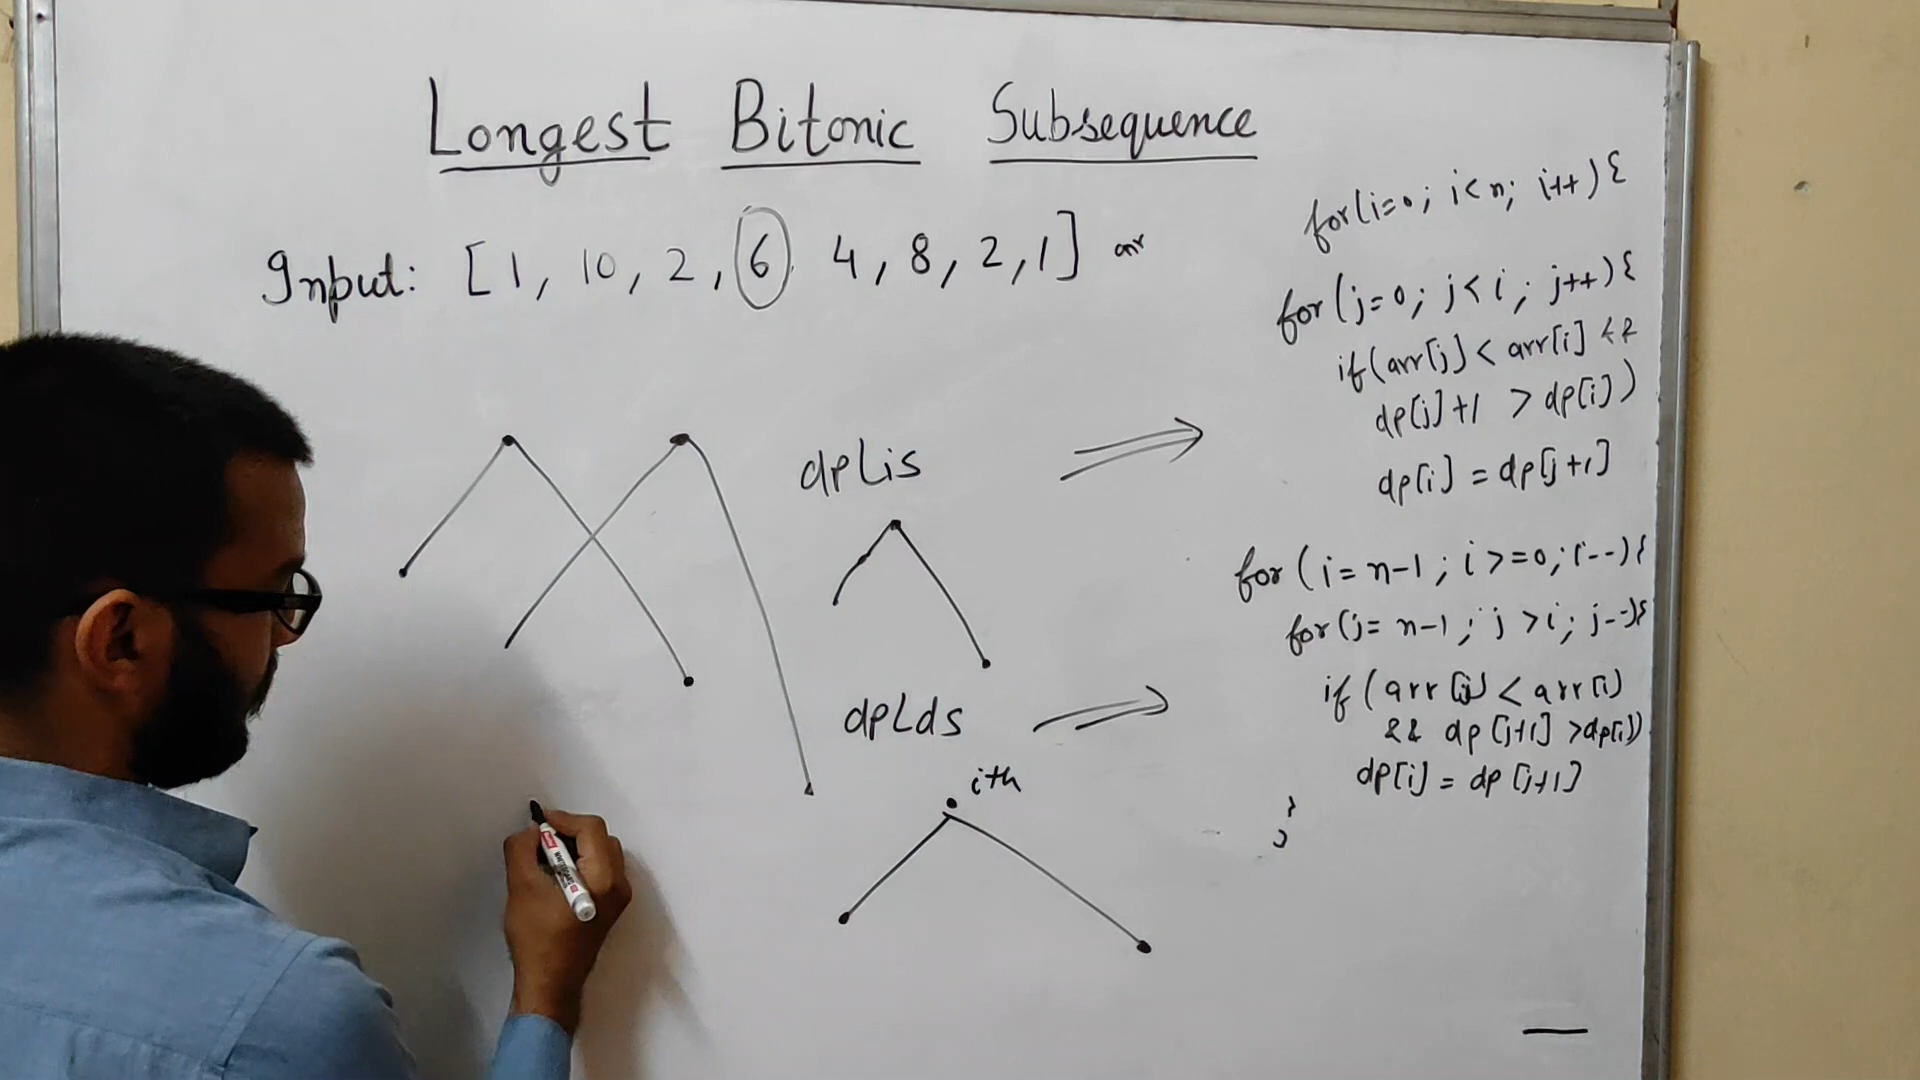 Longest Bitonic Subsequence
Input: [1, 10, 2, 6, 4, 8, 2, 1] arr
for(i=0; i<n; i++){
for(j=0; j<i; j++){
if(arr[j]<arr[i] &&
dp[j]+1 > dp[i])
dp[i] = dp[j+1]
dpLis
for(i=n-1; i>=0; i--){
for(j=n-1; j>i; j--){
if(arr[j]<arr[i]
&& dp[j+1]>dp[i])
dp[i] = dp[j+1]
}
}
dpLds
ith